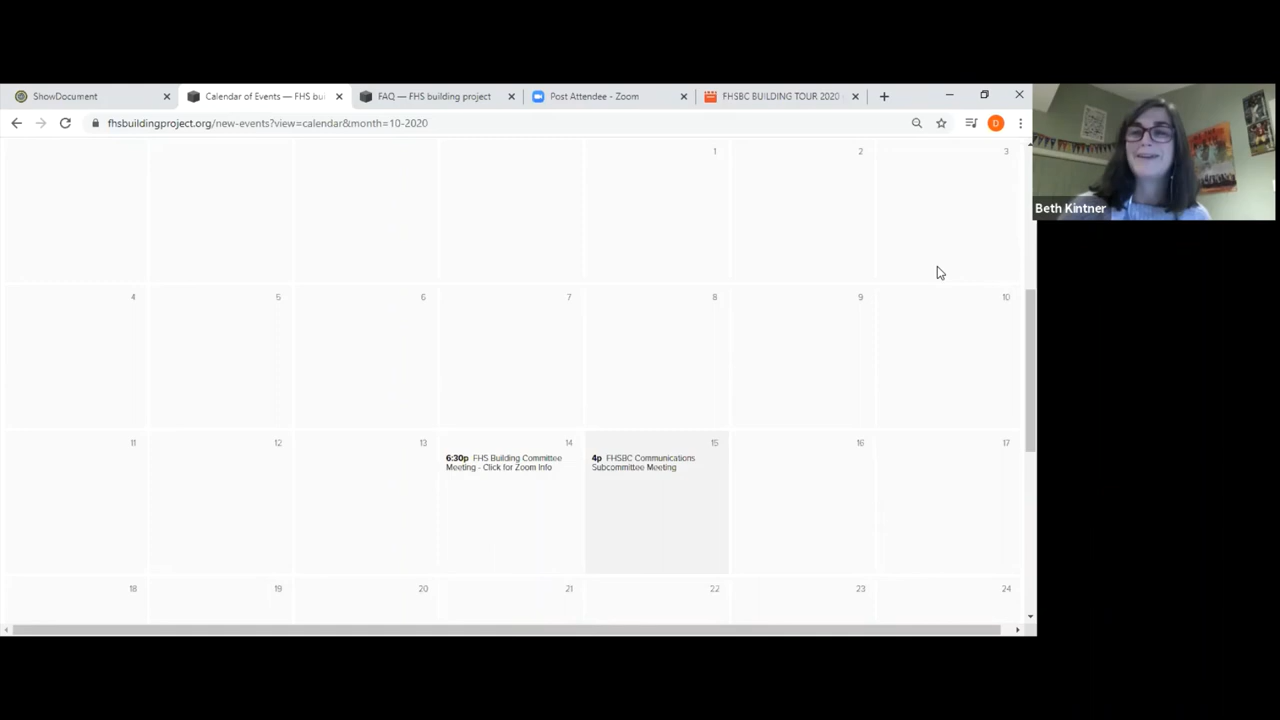 ShowDocument
Calendar of Events — FHS bui
FAQ — FHS building project
Post Attendee - Zoom
FHSBC BUILDING TOUR 2020
fhsbuildingproject.org/new-events?view=calendar&month=10-2020
D
Beth Kintner
1
2
3
4
5
6
7
8
9
10
11
12
13
14
6:30p FHS Building Committee
Meeting - Click for Zoom Info
15
4p FHSBC Communications
Subcommittee Meeting
16
17
18
19
20
21
22
23
24